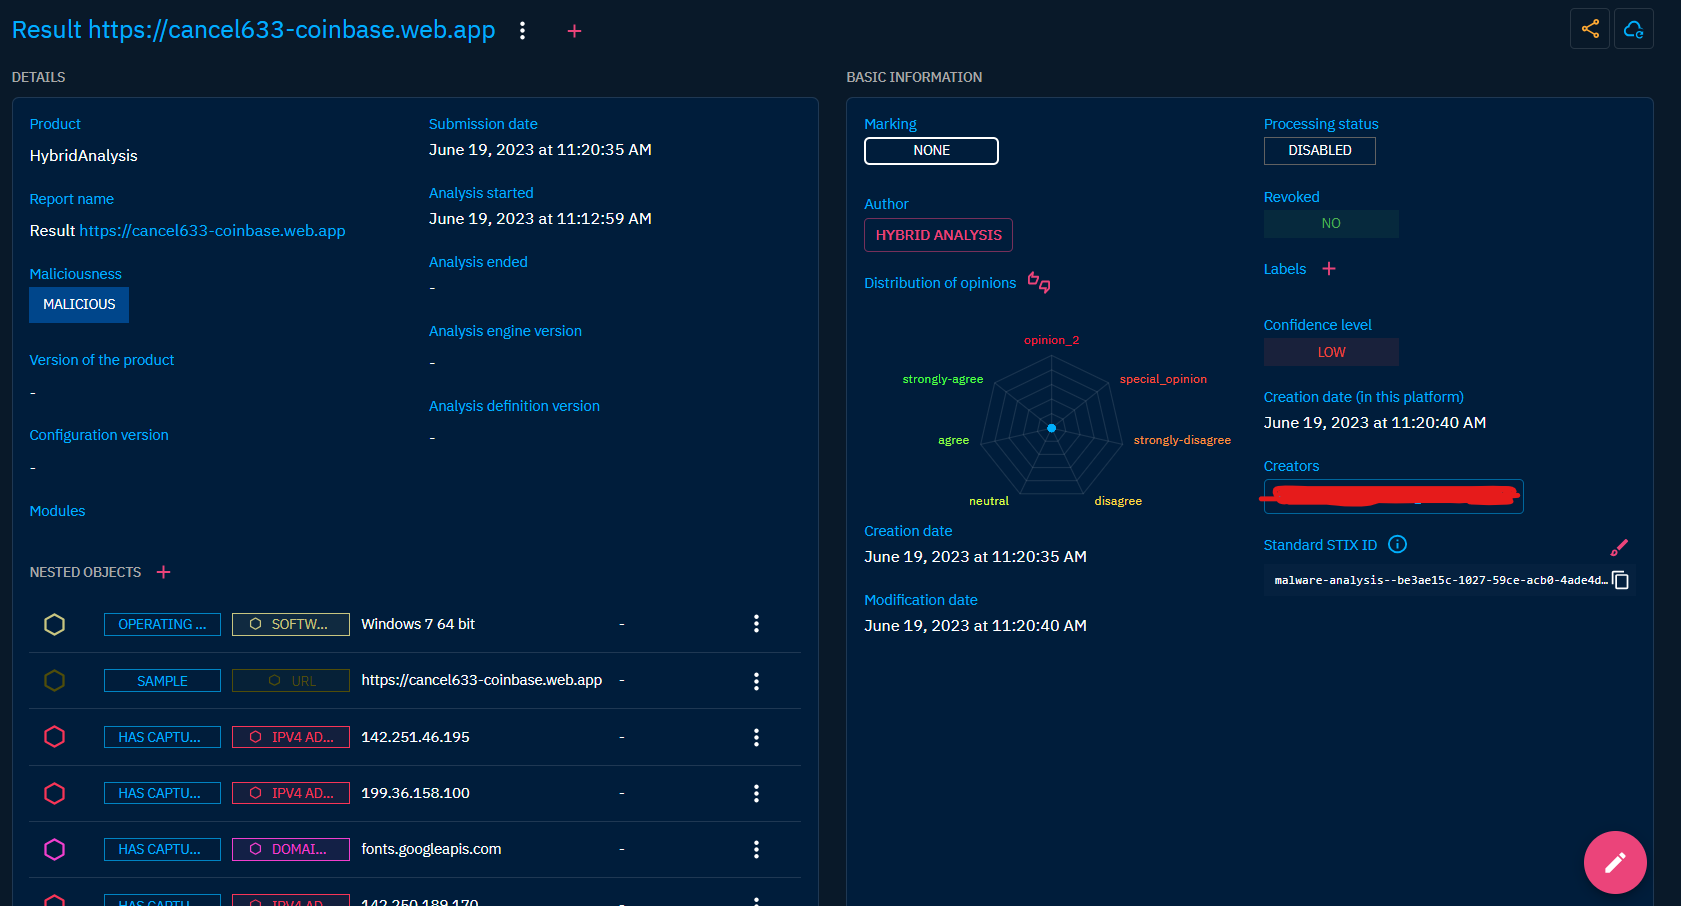 Result https://cancel633-coinbase.web.app
DETAILS
Product
HybridAnalysis
Report name
Result https://cancel633-coinbase.web.app
Maliciousness
MALICIOUS
Version of the product
-
Configuration version
-
Modules
Submission date
June 19, 2023 at 11:20:35 AM
Analysis started
June 19, 2023 at 11:12:59 AM
Analysis ended
-
Analysis engine version
-
Analysis definition version
-
NESTED OBJECTS
OPERATING ... SOFTW... Windows 7 64 bit -
SAMPLE URL https://cancel633-coinbase.web.app -
HAS CAPTU... IPV4 AD... 142.251.46.195 -
HAS CAPTU... IPV4 AD... 199.36.158.100 -
HAS CAPTU... DOMAI... fonts.googleapis.com -
HAS CAPTU... IPV4 AD... 142.250.189.170 -
BASIC INFORMATION
Marking
NONE
Author
HYBRID ANALYSIS
Distribution of opinions
opinion_2
strongly-agree
special_opinion
agree
strongly-disagree
neutral
disagree
Creation date
June 19, 2023 at 11:20:35 AM
Modification date
June 19, 2023 at 11:20:40 AM
Processing status
DISABLED
Revoked
NO
Labels
Confidence level
LOW
Creation date (in this platform)
June 19, 2023 at 11:20:40 AM
Creators
Standard STIX ID
malware-analysis--be3ae15c-1027-59ce-acb0-4ade4d...